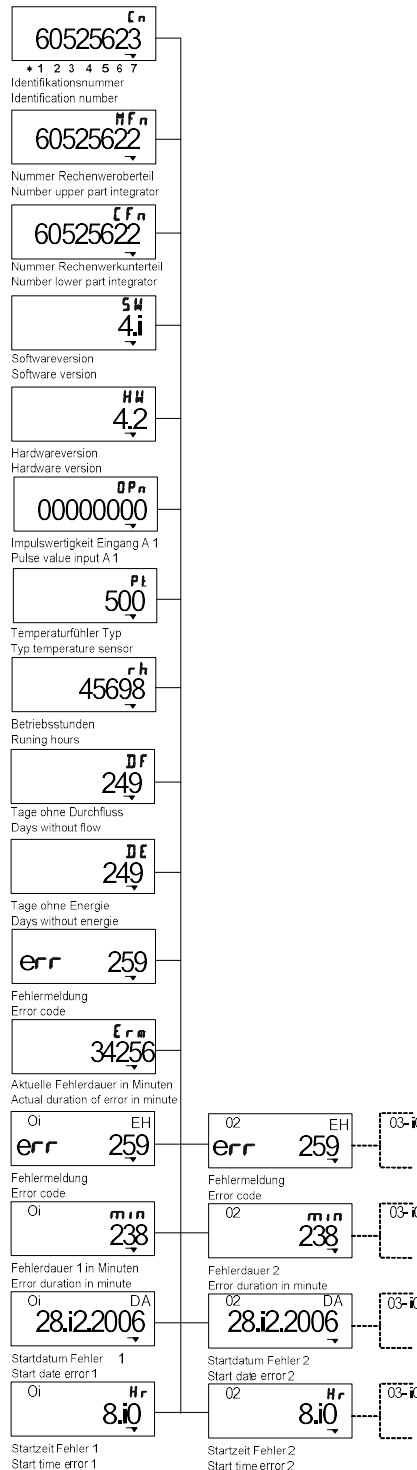 Cn
60525623
* 1 2 3 4 5 6 7
Identifikationsnummer
Identification number
MFn
60525622
Nummer Rechenweroberteil
Number upper part integrator
CFn
60525622
Nummer Rechenwerkunterteil
Number lower part integrator
SW
4.i
Softwareversion
Software version
HW
4.2
Hardwareversion
Hardware version
OPn
00000000
Impulswertigkeit Eingang A 1
Pulse value input A 1
Pt
500
Temperaturfühler Typ
Typ temperature sensor
rh
45698
Betriebsstunden
Runing hours
DF
249
Tage ohne Durchfluss
Days without flow
DE
249
Tage ohne Energie
Days without energie
err 259
Fehlermeldung
Error code
Erm
34256
Aktuelle Fehlerdauer in Minuten
Actual duration of error in minute
Oi EH 02 EH 03-i0
err 259 err 259
Fehlermeldung Fehlermeldung
Error code Error code
Oi min 02 min 03-i0
238 238
Fehlerdauer 1 in Minuten Fehlerdauer 2
Error duration in minute Error duration in minute
Oi DA 02 DA 03-i0
28.i2.2006 28.i2.2006
Startdatum Fehler 1 Startdatum Fehler 2
Start date error 1 Start date error 2
Oi Hr 02 Hr 03-i0
8.i0 8.i0
Startzeit Fehler 1 Startzeit Fehler 2
Start time error 1 Start time error 2